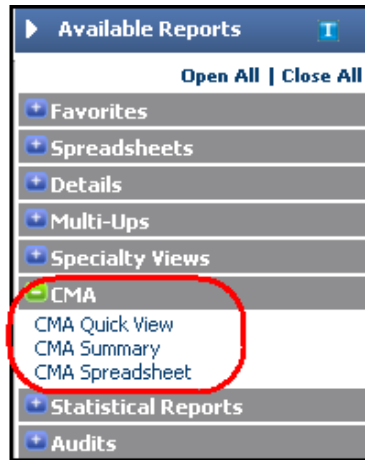 Available Reports T
Open All | Close All
Favorites
Spreadsheets
Details
Multi-Ups
Specialty Views
CMA
CMA Quick View
CMA Summary
CMA Spreadsheet
Statistical Reports
Audits